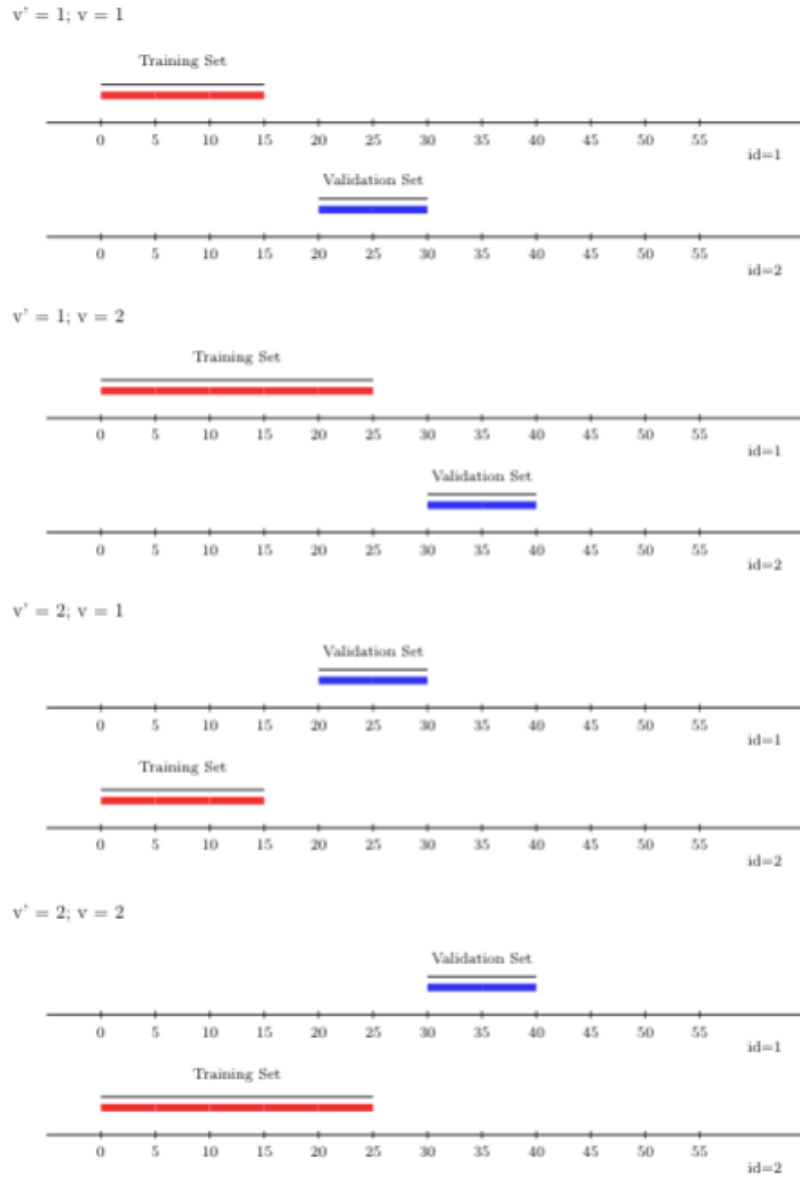 v' = 1; v = 1
Training Set
0 5 10 15 20 25 30 35 40 45 50 55
id=1
Validation Set
0 5 10 15 20 25 30 35 40 45 50 55
id=2
v' = 1; v = 2
Training Set
0 5 10 15 20 25 30 35 40 45 50 55
id=1
Validation Set
0 5 10 15 20 25 30 35 40 45 50 55
id=2
v' = 2; v = 1
Validation Set
0 5 10 15 20 25 30 35 40 45 50 55
id=1
Training Set
0 5 10 15 20 25 30 35 40 45 50 55
id=2
v' = 2; v = 2
Validation Set
0 5 10 15 20 25 30 35 40 45 50 55
id=1
Training Set
0 5 10 15 20 25 30 35 40 45 50 55
id=2